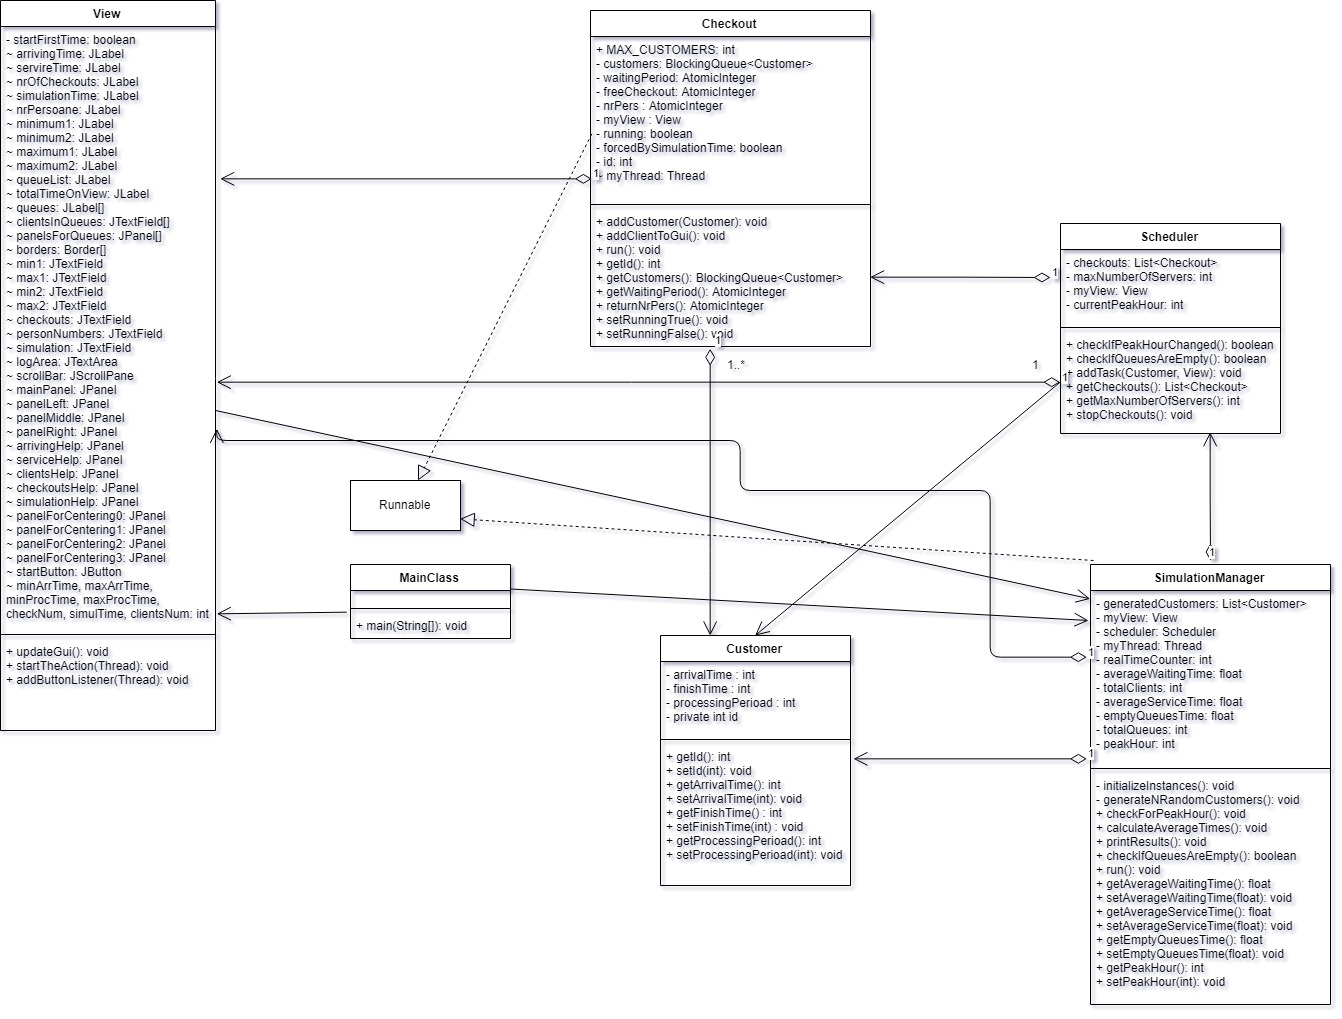 View
- startFirstTime: boolean
~ arrivingTime: JLabel
~ servireTime: JLabel
~ nrOfCheckouts: JLabel
~ simulationTime: JLabel
~ nrPersoane: JLabel
~ minimum1: JLabel
~ minimum2: JLabel
~ maximum1: JLabel
~ maximum2: JLabel
~ queueList: JLabel
~ totalTimeOnView: JLabel
~ queues: JLabel[]
~ clientsInQueues: JTextField[]
~ panelsForQueues: JPanel[]
~ borders: Border[]
~ min1: JTextField
~ max1: JTextField
~ min2: JTextField
~ max2: JTextField
~ checkouts: JTextField
~ personNumbers: JTextField
~ simulation: JTextField
~ logArea: JTextArea
~ scrollBar: JScrollPane
~ mainPanel: JPanel
~ panelLeft: JPanel
~ panelMiddle: JPanel
~ panelRight: JPanel
~ arrivingHelp: JPanel
~ serviceHelp: JPanel
~ clientsHelp: JPanel
~ checkoutsHelp: JPanel
~ simulationHelp: JPanel
~ panelForCentering0: JPanel
~ panelForCentering1: JPanel
~ panelForCentering2: JPanel
~ panelForCentering3: JPanel
~ startButton: JButton
~ minArrTime, maxArrTime,
minProcTime, maxProcTime,
checkNum, simulTime, clientsNum: int
+ updateGui(): void
+ startTheAction(Thread): void
+ addButtonListener(Thread): void
Checkout
+ MAX_CUSTOMERS: int
- customers: BlockingQueue<Customer>
- waitingPeriod: AtomicInteger
- freeCheckout: AtomicInteger
- nrPers : AtomicInteger
- myView : View
- running: boolean
- forcedBySimulationTime: boolean
- id: int
1
- myThread: Thread
+ addCustomer(Customer): void
+ addClientToGui(): void
+ run(): void
+ getId(): int
+ getCustomers(): BlockingQueue<Customer>
+ getWaitingPeriod(): AtomicInteger
+ returnNrPers(): AtomicInteger
+ setRunningTrue(): void
+ setRunningFalse(): void
1
1..*
Scheduler
- checkouts: List<Checkout>
1
- maxNumberOfServers: int
- myView: View
- currentPeakHour: int
+ checkIfPeakHourChanged(): boolean
+ checkIfQueuesAreEmpty(): boolean
1
+ addTask(Customer, View): void
1
+ getCheckouts(): List<Checkout>
+ getMaxNumberOfServers(): int
+ stopCheckouts(): void
Runnable
MainClass
+ main(String[]): void
Customer
- arrivalTime : int
- finishTime : int
- processingPerioad : int
- private int id
+ getId(): int
+ setId(int): void
+ getArrivalTime(): int
+ setArrivalTime(int): void
+ getFinishTime() : int
+ setFinishTime(int) : void
+ getProcessingPerioad(): int
+ setProcessingPerioad(int): void
1
SimulationManager
- generatedCustomers: List<Customer>
- myView: View
- scheduler: Scheduler
- myThread: Thread
1
- realTimeCounter: int
- averageWaitingTime: float
- totalClients: int
- averageServiceTime: float
- emptyQueuesTime: float
- totalQueues: int
- peakHour: int
1
- initializeInstances(): void
- generateNRandomCustomers(): void
+ checkForPeakHour(): void
+ calculateAverageTimes(): void
+ printResults(): void
+ checkIfQueuesAreEmpty(): boolean
+ run(): void
+ getAverageWaitingTime(): float
+ setAverageWaitingTime(float): void
+ getAverageServiceTime(): float
+ setAverageServiceTime(float): void
+ getEmptyQueuesTime(): float
+ setEmptyQueuesTime(float): void
+ getPeakHour(): int
+ setPeakHour(int): void